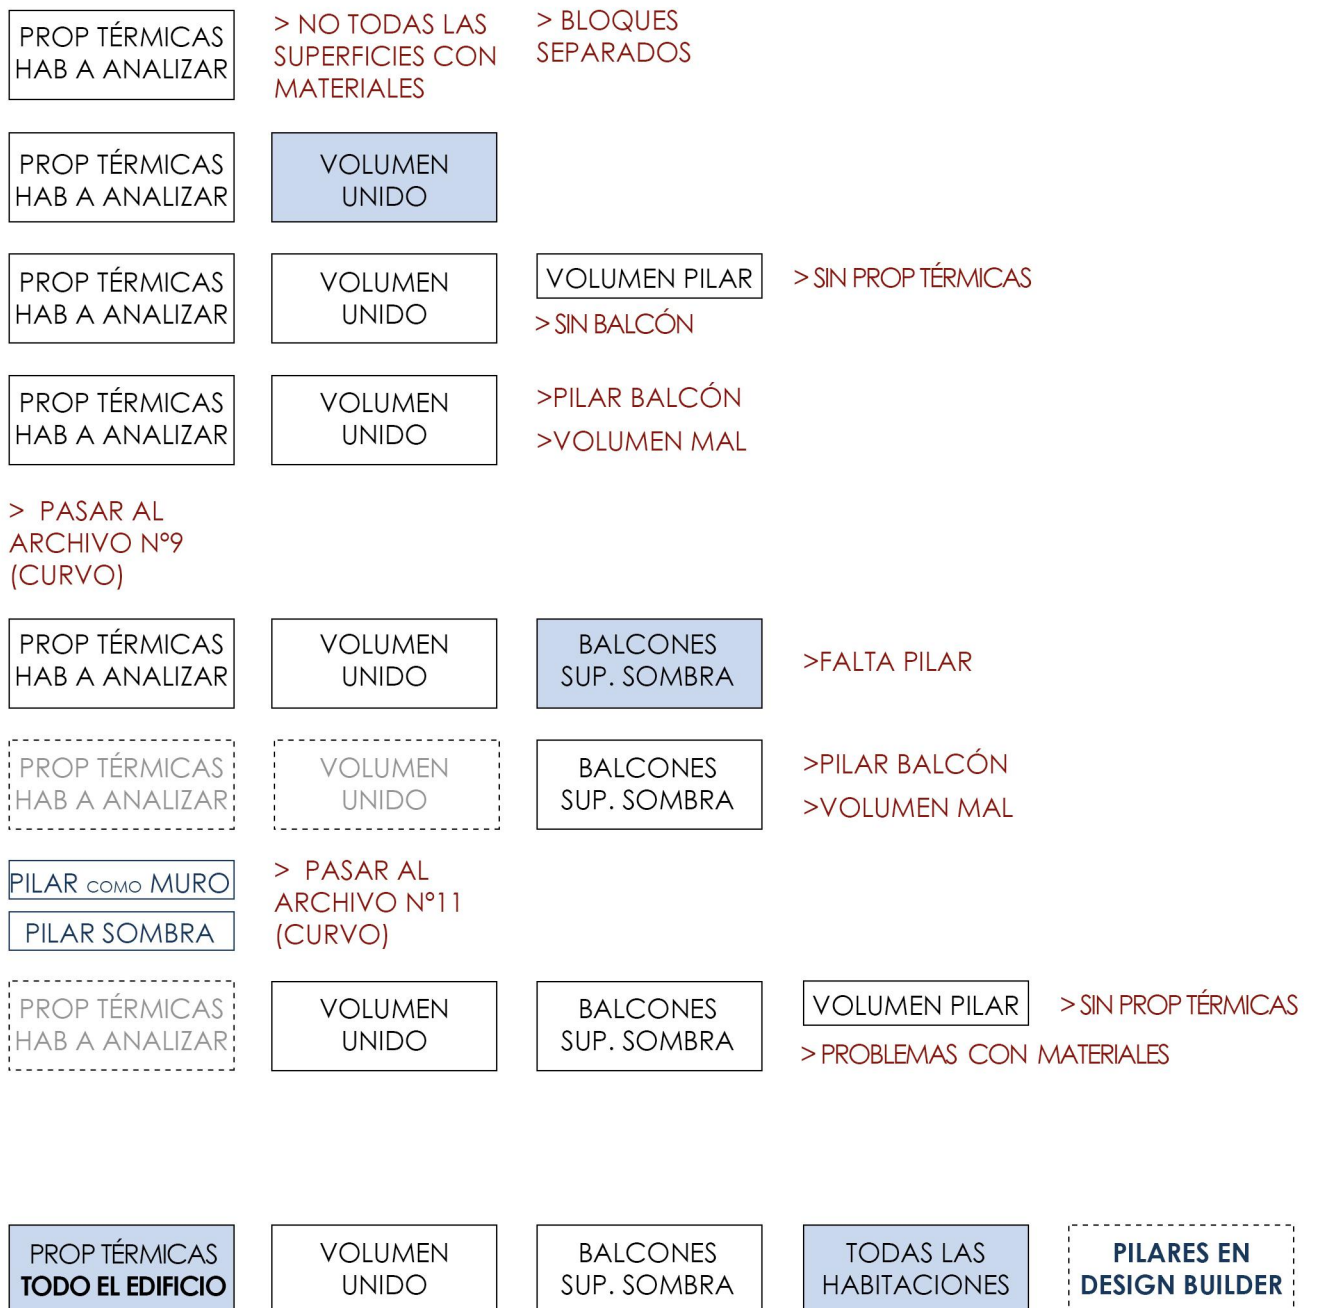 PROP TÉRMICAS
HAB A ANALIZAR
> NO TODAS LAS
SUPERFICIES CON
MATERIALES
> BLOQUES
SEPARADOS
PROP TÉRMICAS
HAB A ANALIZAR
VOLUMEN
UNIDO
PROP TÉRMICAS
HAB A ANALIZAR
VOLUMEN
UNIDO
VOLUMEN PILAR
> SIN BALCÓN
> SIN PROP TÉRMICAS
PROP TÉRMICAS
HAB A ANALIZAR
VOLUMEN
UNIDO
>PILAR BALCÓN
>VOLUMEN MAL
> PASAR AL
ARCHIVO Nº9
(CURVO)
PROP TÉRMICAS
HAB A ANALIZAR
VOLUMEN
UNIDO
BALCONES
SUP. SOMBRA
>FALTA PILAR
PROP TÉRMICAS
HAB A ANALIZAR
VOLUMEN
UNIDO
BALCONES
SUP. SOMBRA
>PILAR BALCÓN
>VOLUMEN MAL
PILAR COMO MURO
PILAR SOMBRA
> PASAR AL
ARCHIVO Nº11
(CURVO)
PROP TÉRMICAS
HAB A ANALIZAR
VOLUMEN
UNIDO
BALCONES
SUP. SOMBRA
VOLUMEN PILAR
> SIN PROP TÉRMICAS
> PROBLEMAS CON MATERIALES
PROP TÉRMICAS
TODO EL EDIFICIO
VOLUMEN
UNIDO
BALCONES
SUP. SOMBRA
TODAS LAS
HABITACIONES
PILARES EN
DESIGN BUILDER